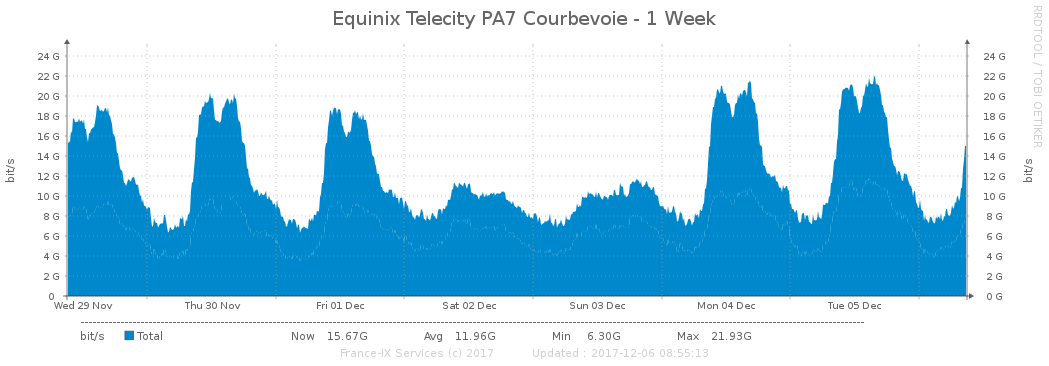 Equinix Telecity PA7 Courbevoie - 1 Week
RRDTOOL / TOBI OETIKER
bit/s
24 G
22 G
20 G
18 G
16 G
14 G
12 G
10 G
8 G
6 G
4 G
2 G
0
24 G
22 G
20 G
18 G
16 G
14 G
12 G
10 G
8 G
6 G
4 G
2 G
0 G
bit/s
Wed 29 Nov Thu 30 Nov Fri 01 Dec Sat 02 Dec Sun 03 Dec Mon 04 Dec Tue 05 Dec
bit/s Total Now 15.67G Avg 11.96G Min 6.30G Max 21.93G
France-IX Services (c) 2017 Updated : 2017-12-06 08:55:13